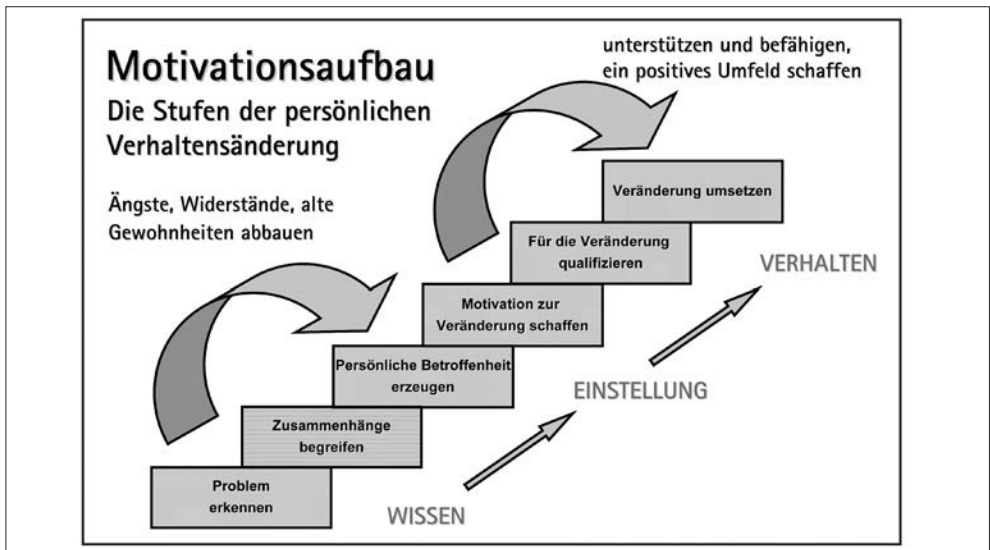 Motivationsaufbau
Die Stufen der persönlichen
Verhaltensänderung
unterstützen und befähigen,
ein positives Umfeld schaffen
Ängste, Widerstände, alte
Gewohnheiten abbauen
Veränderung umsetzen
Für die Veränderung
qualifizieren
Motivation zur
Veränderung schaffen
Persönliche Betroffenheit
erzeugen
Zusammenhänge
begreifen
Problem
erkennen
WISSEN
EINSTELLUNG
VERHALTEN